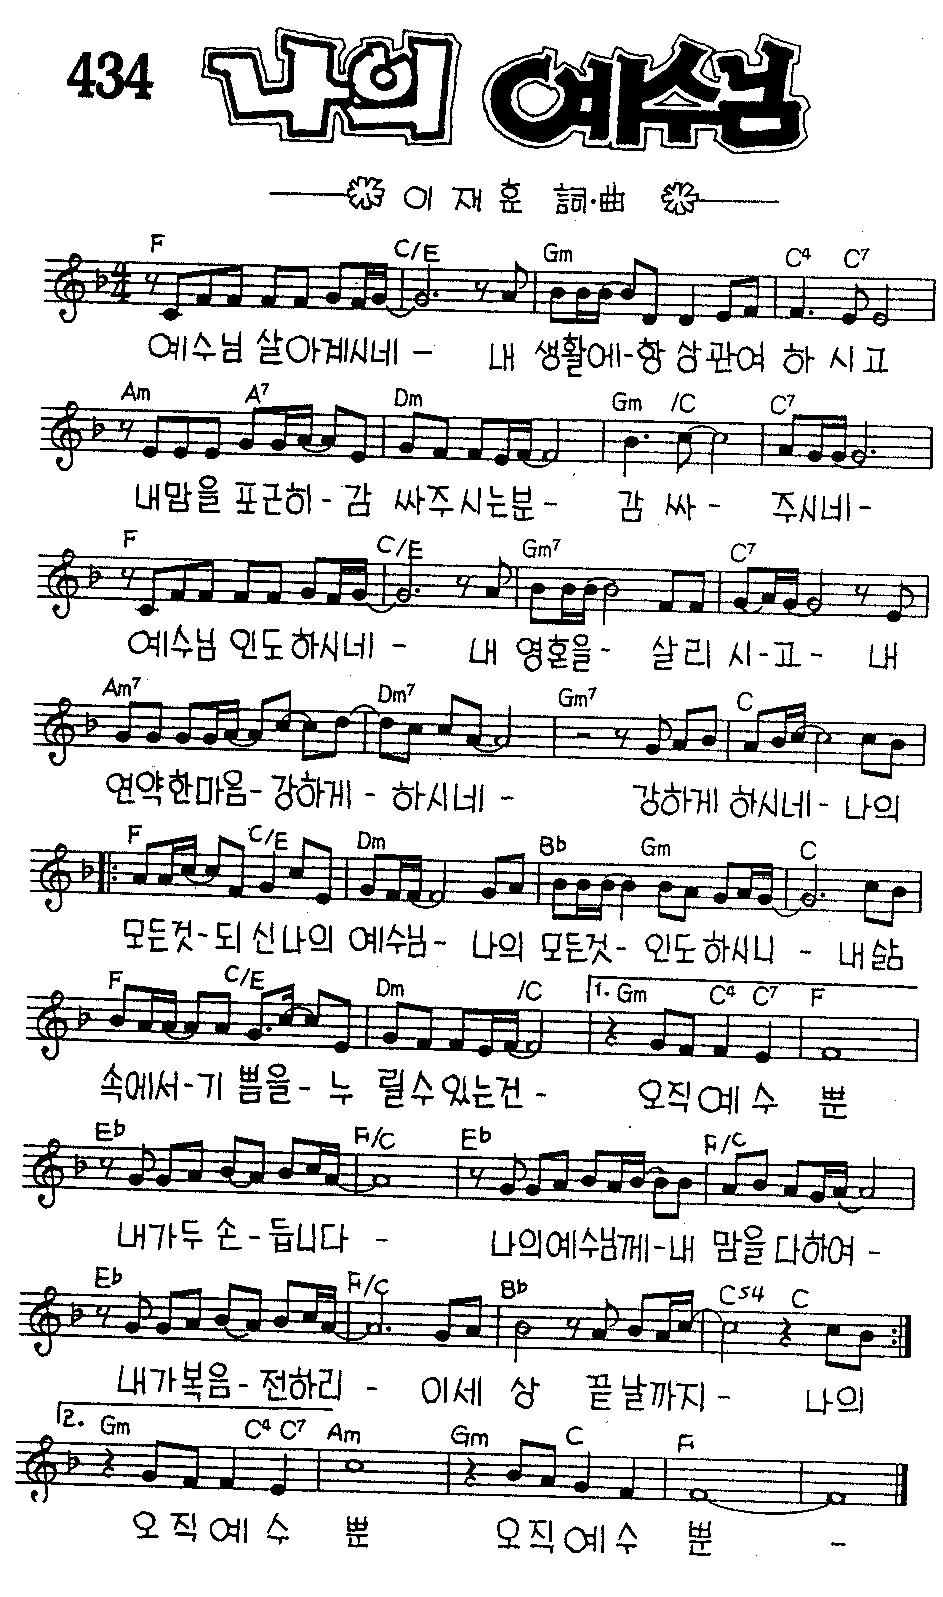 434 나의 예수님
이재훈 詞·曲
F C/E Gm C4 C7
4/4
예수님 살아계시네 - 내 생활에-항상관여 하시고
Am A7 Dm Gm /C C7
내맘을 포근히-감 싸주시는분- 감싸- 주시네-
F C/E Gm7 C7
예수님 인도하시네 - 내 영혼을- 살리 시-고- 내
Am7 Dm7 Gm7 C
연약한마음-강하게 - 하시네 - 강하게 하시네- 나의
F C/E Dm Bb Gm C
모든것-되신나의 예수님- 나의 모든것- 인도하시니 - 내삶
F C/E Dm /C 1. Gm C4 C7 F
속에서-기쁨을- 누 릴수있는건- 오직예수 뿐
Eb F/C Eb F/C
내가두 손-듭니다 - 나의예수님께-내 맘을다하여-
Eb F/C Bb Cs4 C
내가복음-전하리 - 이세 상 끝날까지- 나의
2. Gm C4 C7 Am Gm C F
오직예수 뿐 오직예수 뿐 -